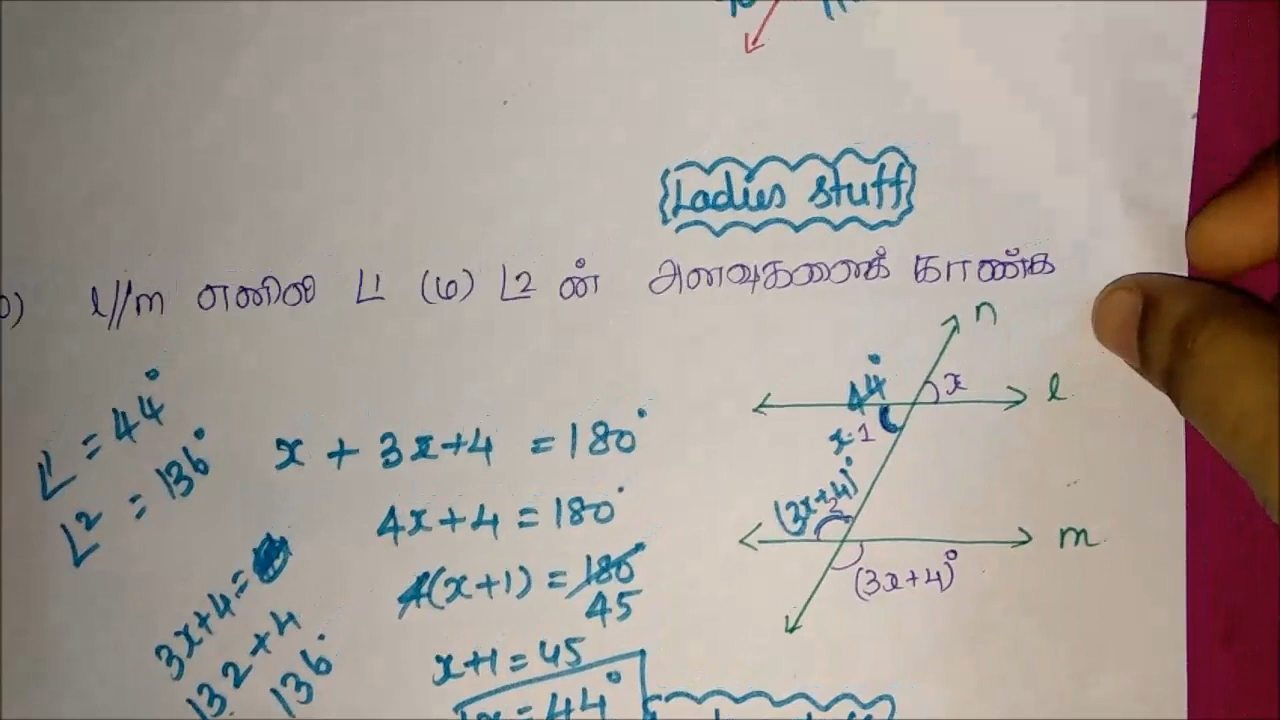 {Ladies stuff}
l//m எனில் ∠1 (ம) ∠2 ன் அளவுகளைக் காண்க
n
x
l
44°
x 1
(3x+4)°
2
m
(3x+4)°
∠1 = 44°
∠2 = 136°
x + 3x+4 = 180°
4x+4 = 180°
4(x+1) = 180
45
x+1 = 45
x = 44°
3x+4 =
132+4
136°